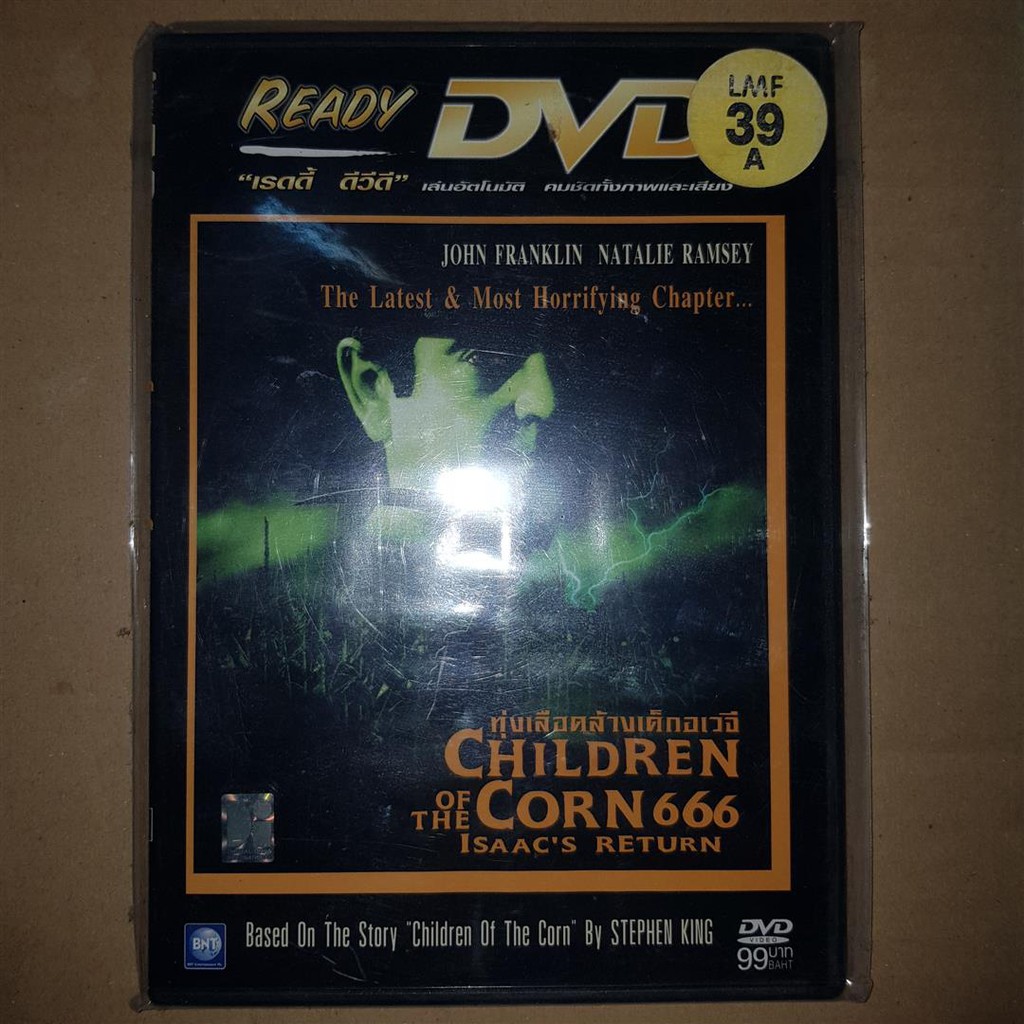 READY DVD
LMF
39
A
"เรดดี้ ดีวีดี" เล่นอัตโนมัติ คมชัดทั้งภาพและเสียง
JOHN FRANKLIN NATALIE RAMSEY
The Latest & Most Horrifying Chapter...
ทุ่งเลือดล้างเด็กอเวจี
CHILDREN
OF THE CORN 666
ISAAC'S RETURN
BNT
Based On The Story "Children Of The Corn" By STEPHEN KING
DVD
VIDEO
99 บาท
BAHT